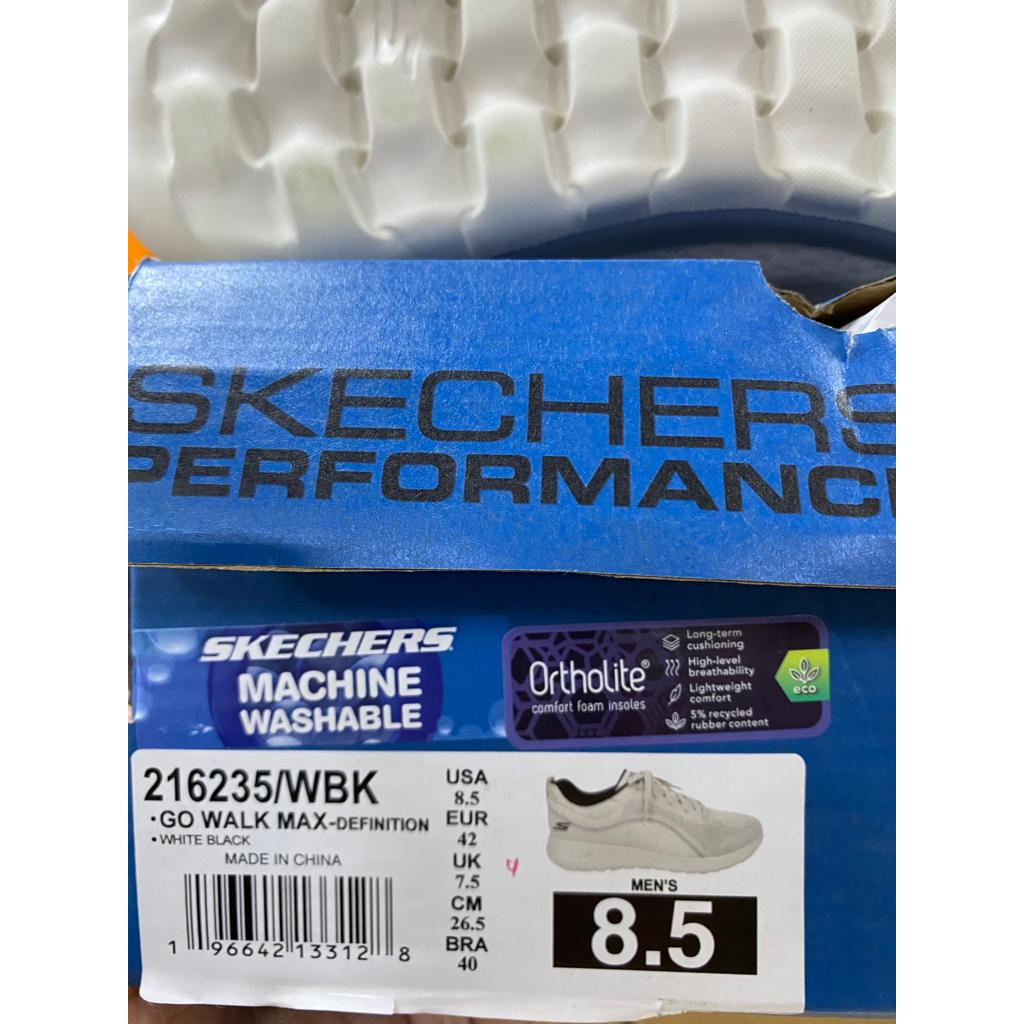 SKECHERS
PERFORMANC
SKECHERS
MACHINE
WASHABLE
Ortholite®
comfort foam insoles
Long-term
cushioning
High-level
breathability
Lightweight
comfort
5% recycled
rubber content
eco
216235/WBK
•GO WALK MAX-DEFINITION
•WHITE BLACK
MADE IN CHINA
1 96642 13312 8
USA
8.5
EUR
42
UK
7.5
CM
26.5
BRA
40
MEN'S
8.5